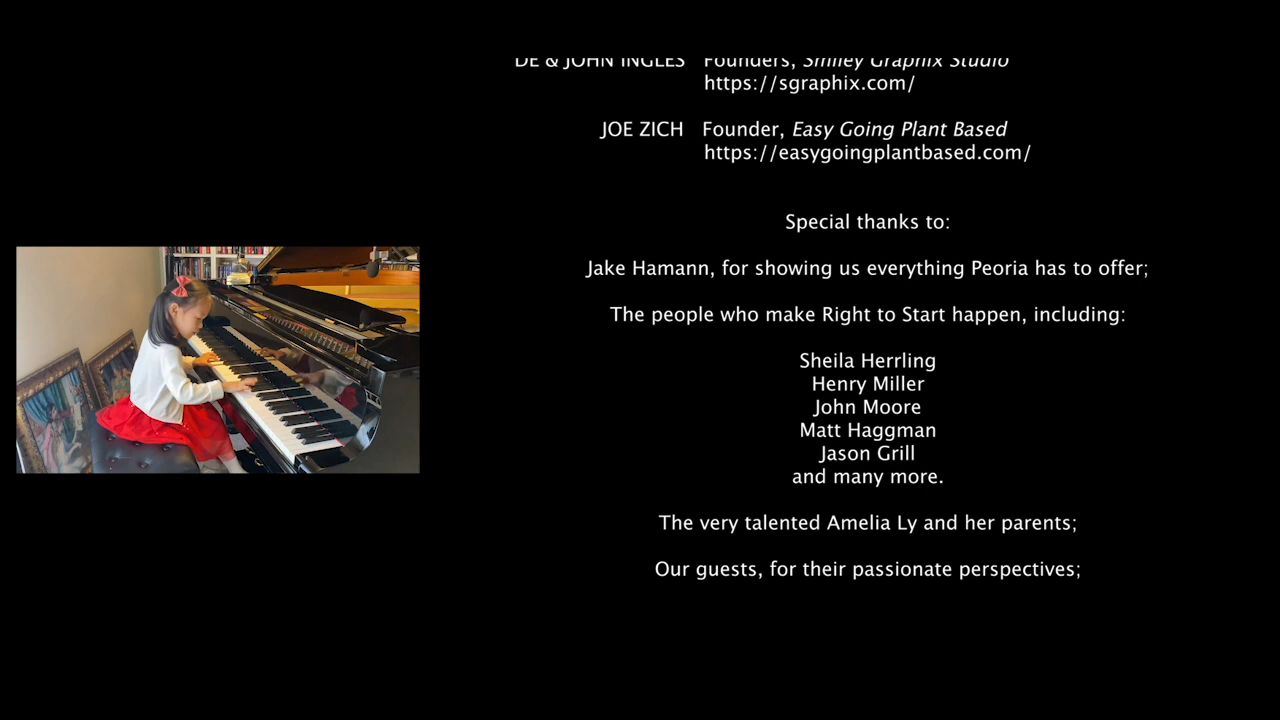 DE & JOHN INGLES Founders, Smiley Graphix Studio
https://sgraphix.com/
JOE ZICH Founder, Easy Going Plant Based
https://easygoingplantbased.com/
Special thanks to:
Jake Hamann, for showing us everything Peoria has to offer;
The people who make Right to Start happen, including:
Sheila Herrling
Henry Miller
John Moore
Matt Haggman
Jason Grill
and many more.
The very talented Amelia Ly and her parents;
Our guests, for their passionate perspectives;